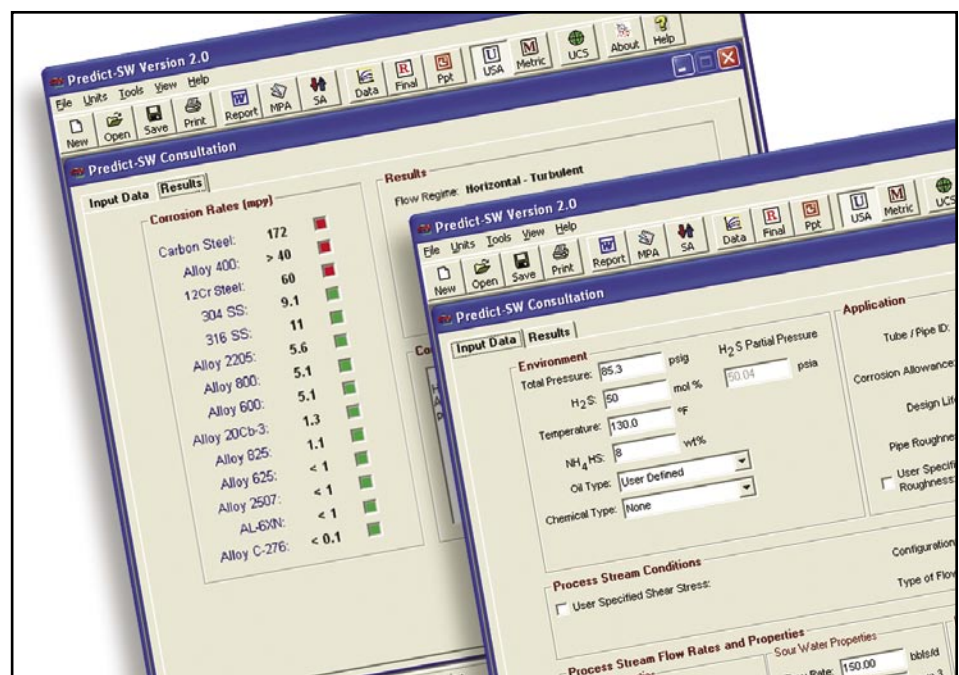 Predict-SW Version 2.0
File Units Tools View Help
New Open Save Print Report MPA SA Data Final Ppt USA Metric UCS About Help
Predict-SW Consultation
Input Data Results
Corrosion Rates (mpy)
Carbon Steel: 172
Alloy 400: > 40
12Cr Steel: 60
304 SS: 9.1
316 SS: 11
Alloy 2205: 5.6
Alloy 800: 5.1
Alloy 600: 5.1
Alloy 20Cb-3: 1.3
Alloy 825: 1.1
Alloy 625: < 1
Alloy 2507: < 1
AL-6XN: < 1
Alloy C-276: < 0.1
Results
Flow Regime: Horizontal - Turbulent
Predict-SW Version 2.0
File Units Tools View Help
New Open Save Print Report MPA SA Data Final Ppt USA Metric UCS
Predict-SW Consultation
Input Data Results
Environment
Total Pressure: 85.3 psig
H2S Partial Pressure
50.04 psia
H2S: 50 mol %
Temperature: 130.0 ºF
NH4HS: 8 wt%
Oil Type: User Defined
Chemical Type: None
Application
Tube / Pipe ID:
Corrosion Allowance:
Design Life
Pipe Roughne
User Specifi
Roughness:
Process Stream Conditions
User Specified Shear Stress:
Configuration
Type of Flow
Process Stream Flow Rates and Properties
Sour Water Properties
Rate: 150.00 bbls/d